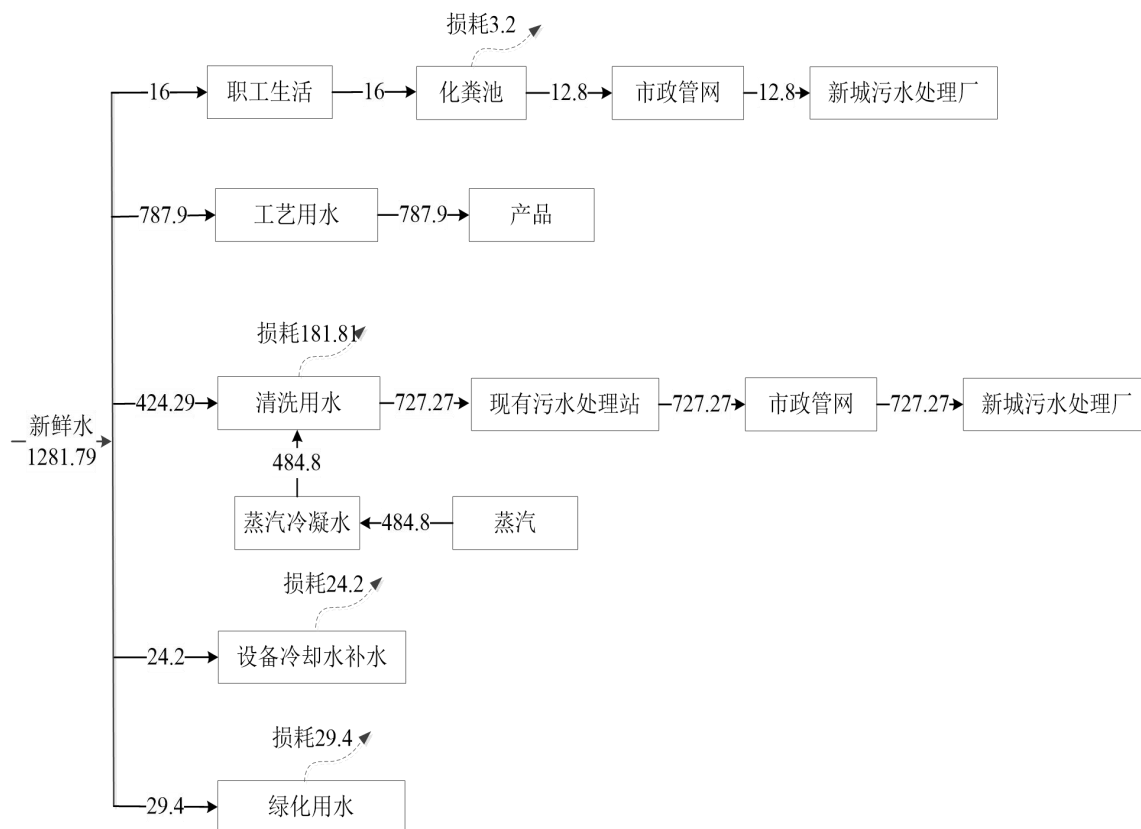 损耗3.2
16 职工生活 16 化粪池 12.8 市政管网 12.8 新城污水处理厂
787.9 工艺用水 787.9 产品
损耗181.81
424.29 清洗用水 727.27 现有污水处理站 727.27 市政管网 727.27 新城污水处理厂
新鲜水
1281.79
484.8
蒸汽冷凝水 484.8 蒸汽
损耗24.2
24.2 设备冷却水补水
损耗29.4
29.4 绿化用水